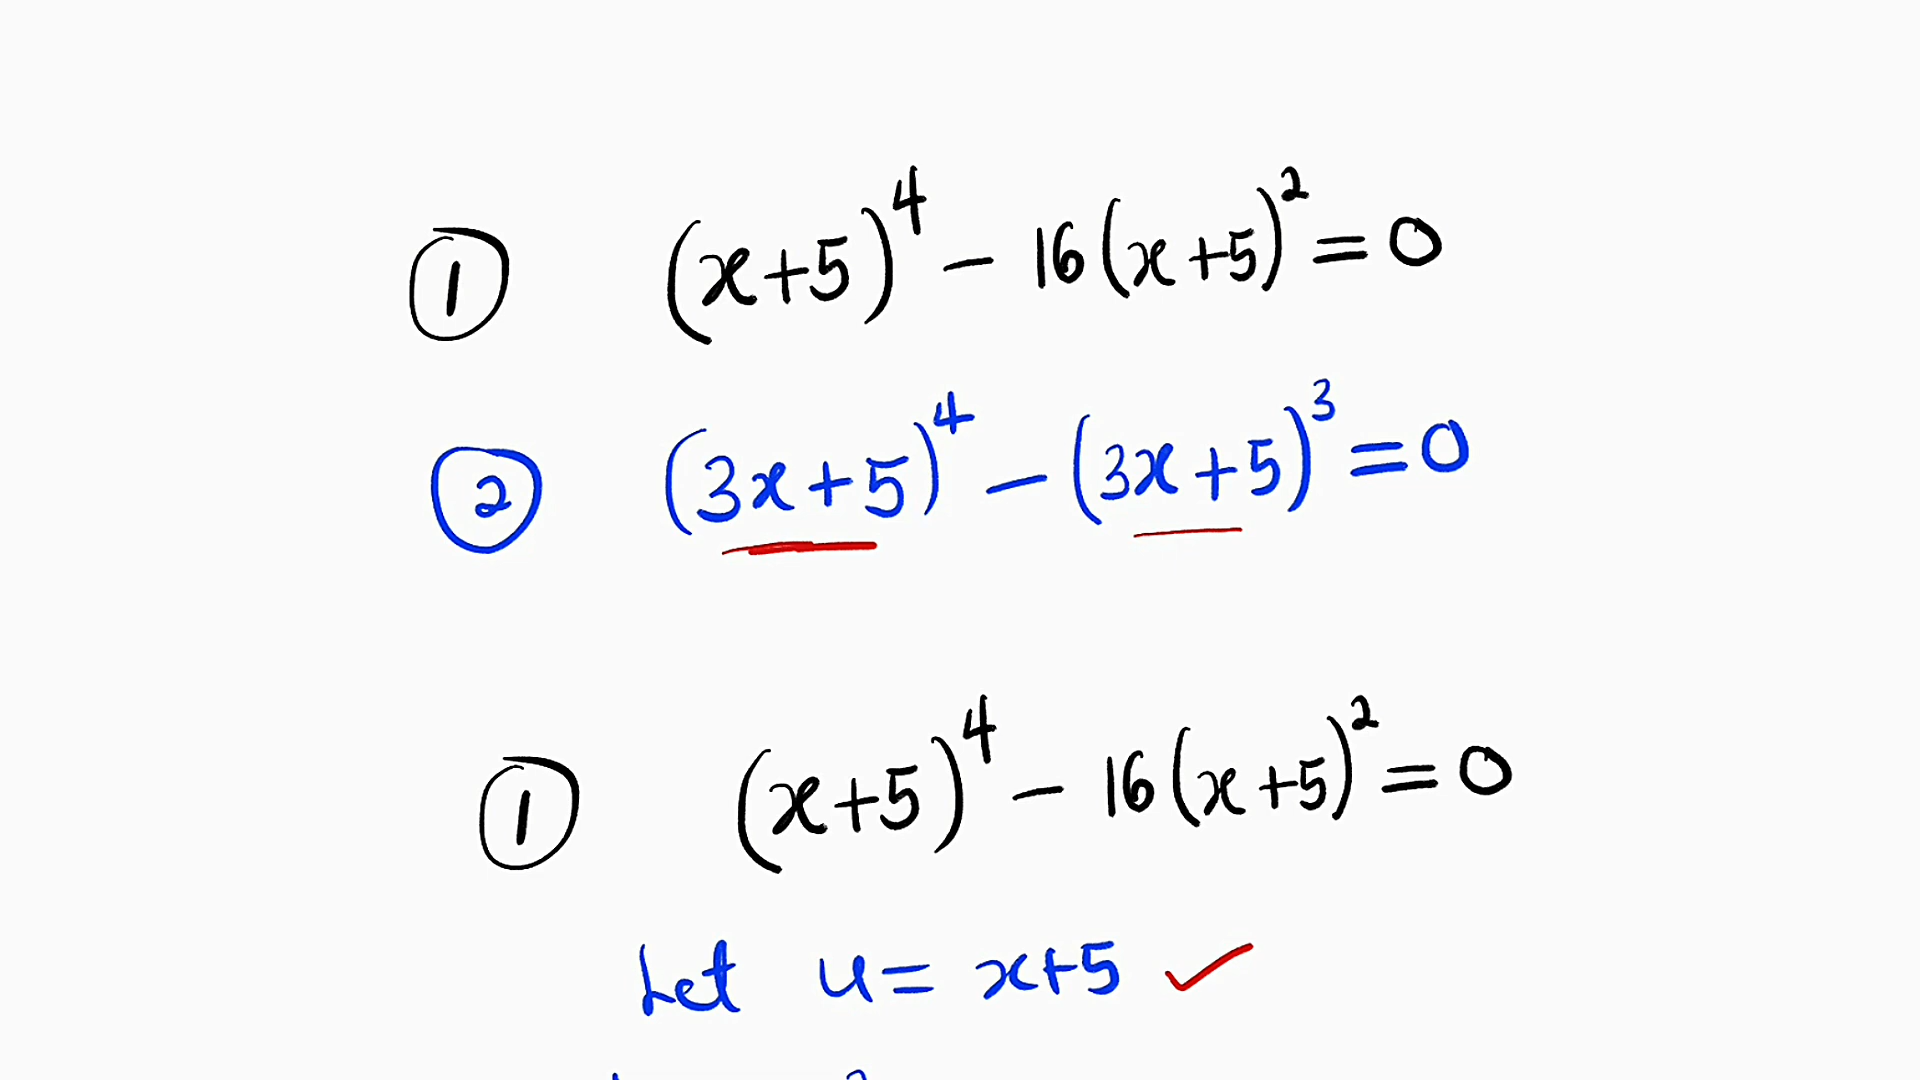 ① (x+5)⁴ − 16(x+5)² = 0
② (3x+5)⁴ − (3x+5)³ = 0
① (x+5)⁴ − 16(x+5)² = 0
Let u = x+5 ✓